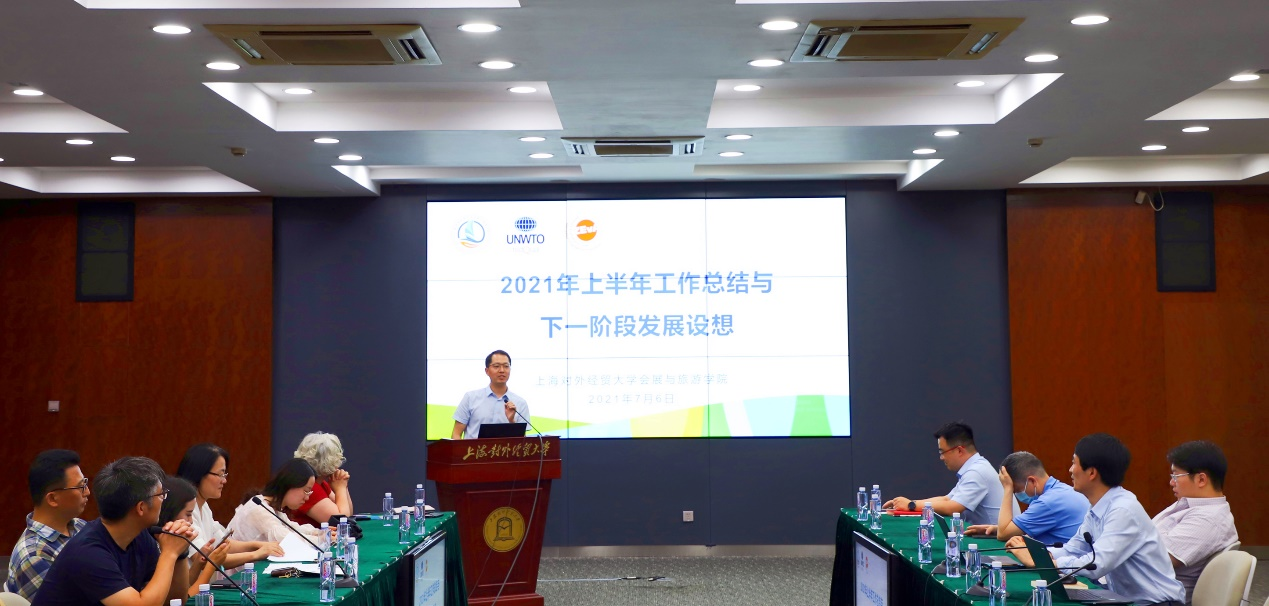 UNWTO
2021年上半年工作总结与
下一阶段发展设想
上海对外经贸大学会展与旅游学院
2021年7月6日
上海对外经贸大学